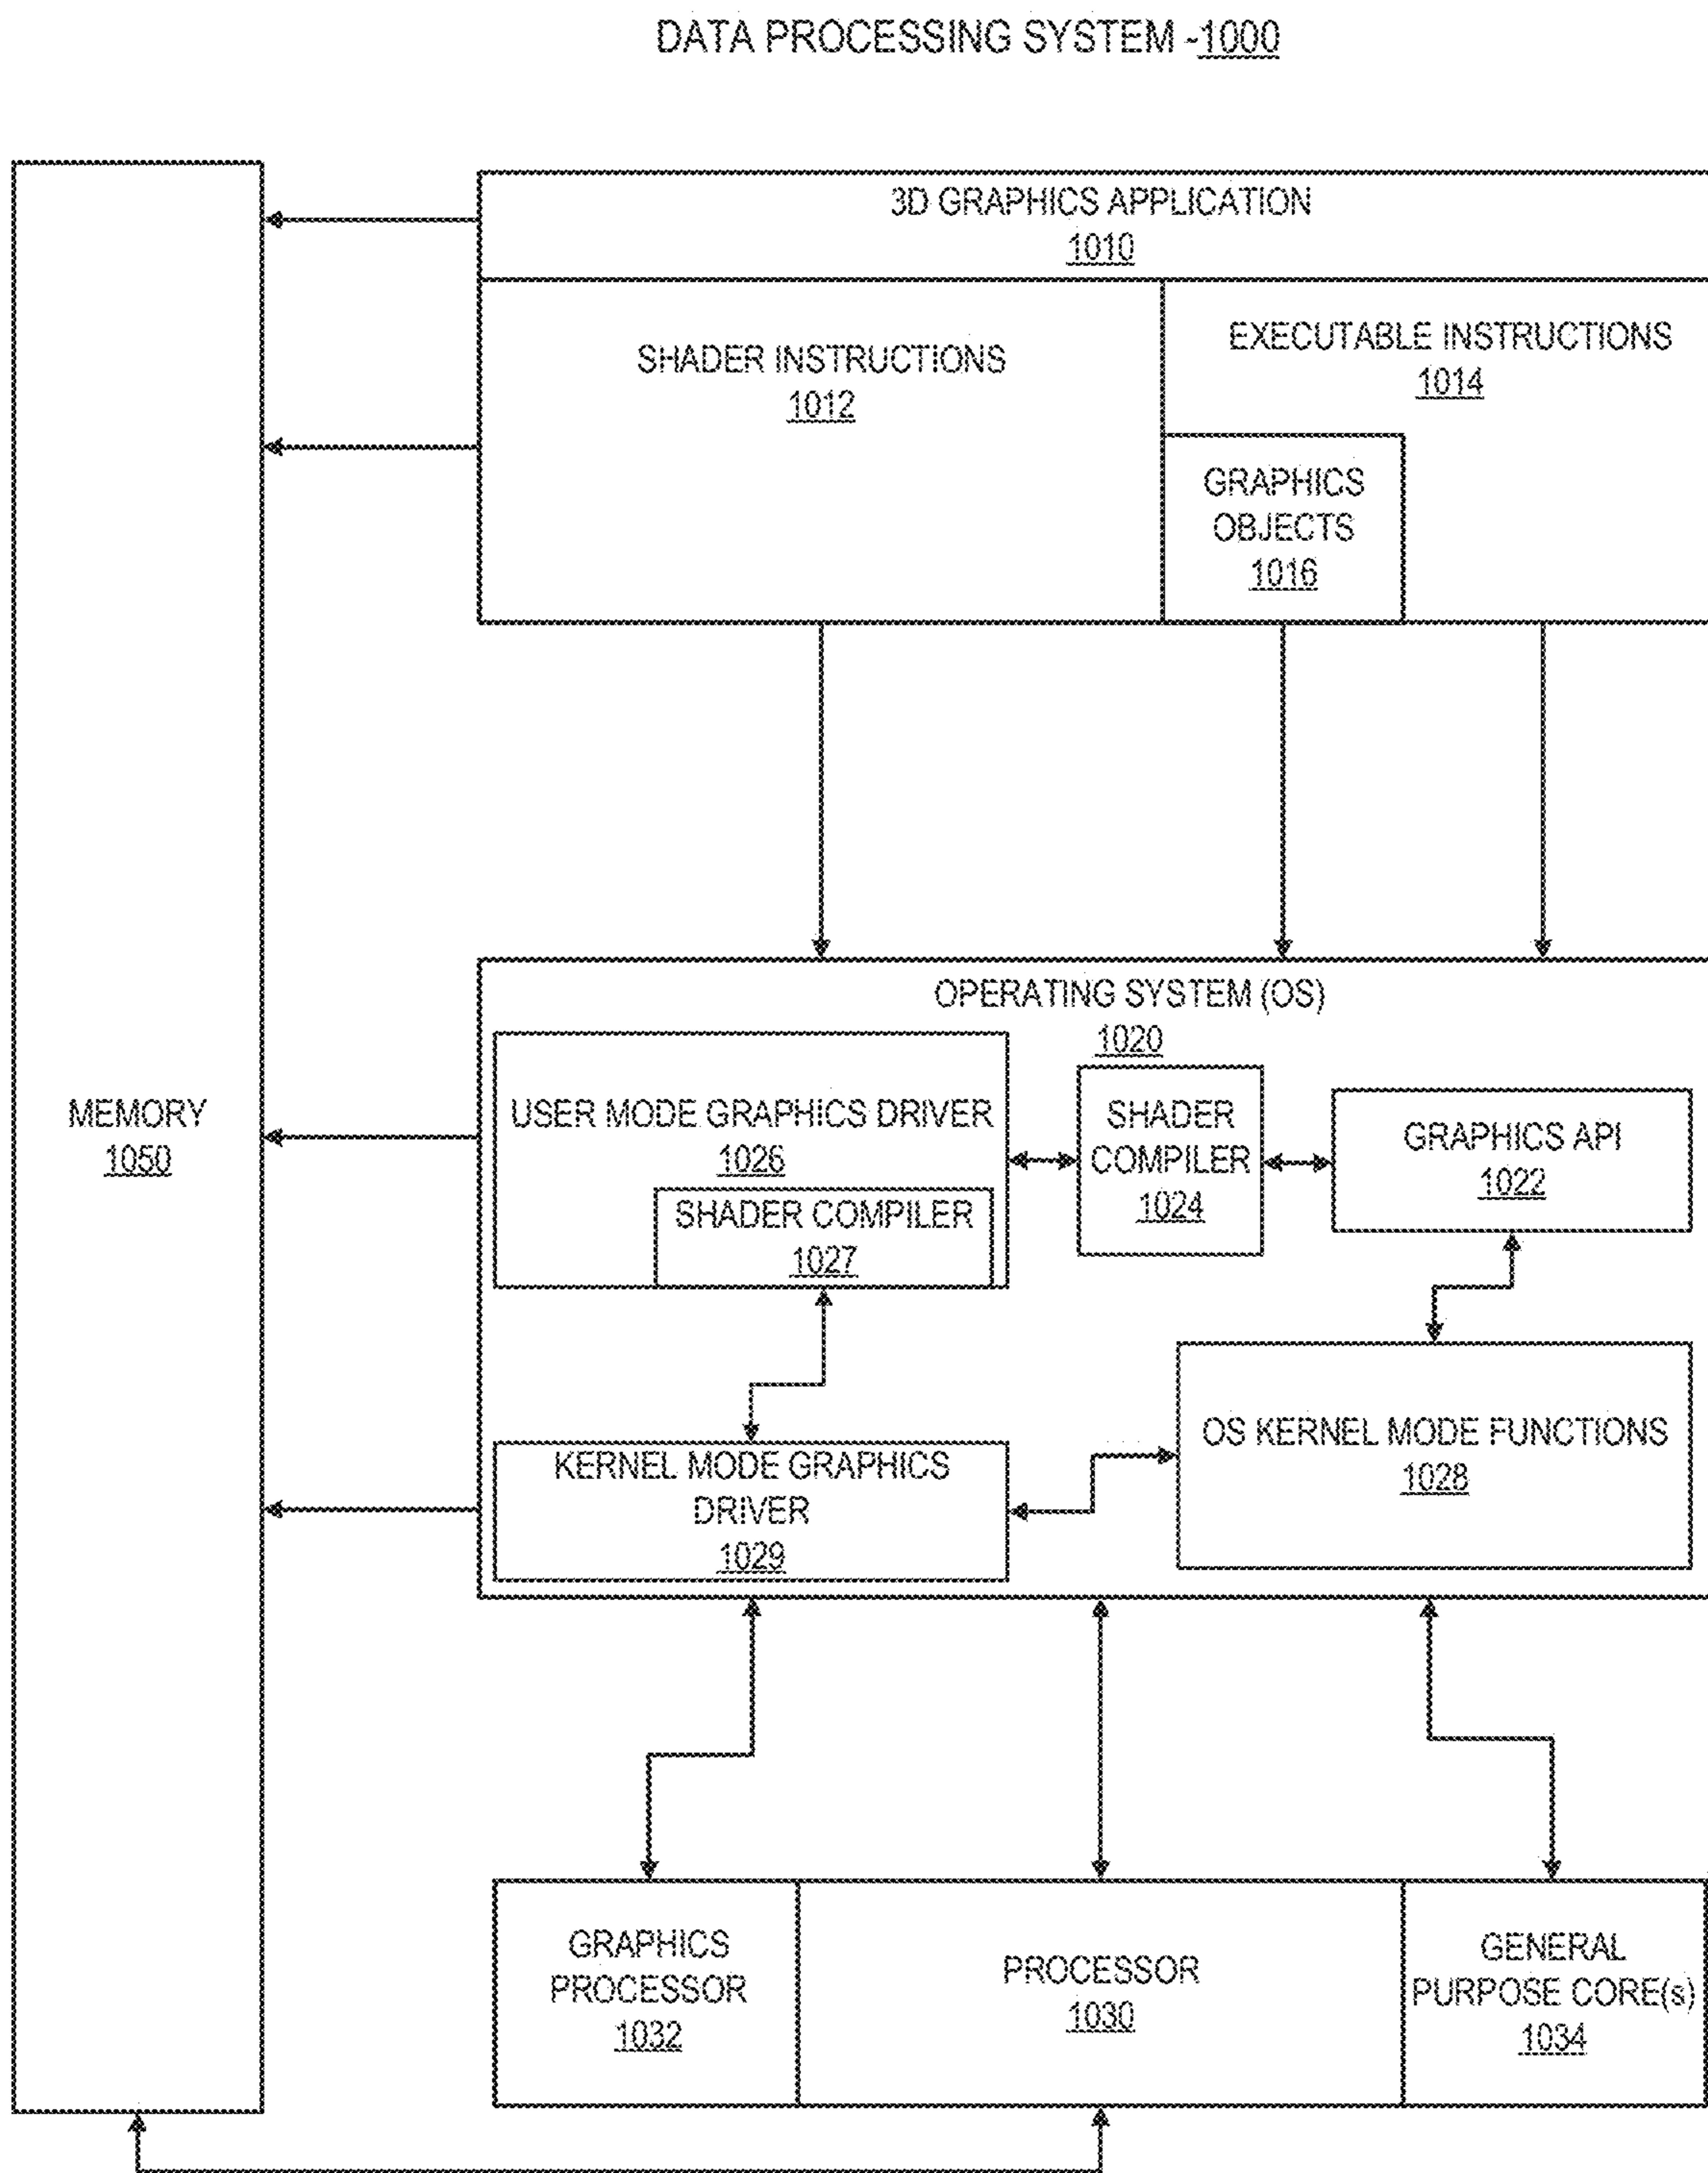 DATA PROCESSING SYSTEM -1000
3D GRAPHICS APPLICATION
1010
SHADER INSTRUCTIONS
1012
EXECUTABLE INSTRUCTIONS
1014
GRAPHICS
OBJECTS
1016
MEMORY
1050
OPERATING SYSTEM (OS)
1020
USER MODE GRAPHICS DRIVER
1026
SHADER COMPILER
1027
SHADER
COMPILER
1024
GRAPHICS API
1022
KERNEL MODE GRAPHICS
DRIVER
1029
OS KERNEL MODE FUNCTIONS
1028
GRAPHICS
PROCESSOR
1032
PROCESSOR
1030
GENERAL
PURPOSE CORE(s)
1034